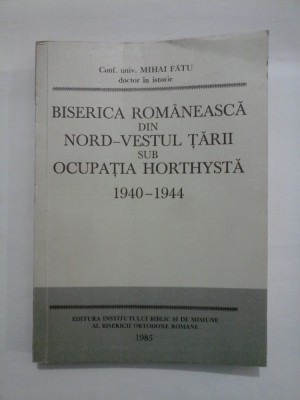 Conf. univ. MIHAI FĂTU
doctor în istorie
BISERICA ROMÂNEASCĂ
DIN
NORD-VESTUL ȚĂRII
SUB
OCUPAȚIA HORTHYSTĂ
1940-1944
EDITURA INSTITUTULUI BIBLIC ȘI DE MISIUNE
AL BISERICII ORTODOXE ROMÂNE
1985